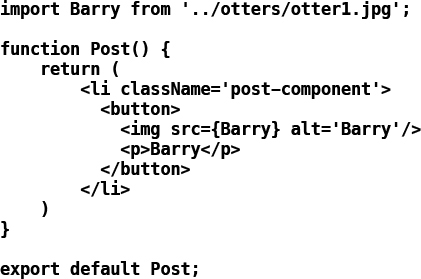 import Barry from '../otters/otter1.jpg';

function Post() {
    return (
        <li className='post-component'>
          <button>
            <img src={Barry} alt='Barry'/>
            <p>Barry</p>
          </button>
        </li>
    )
}

export default Post;